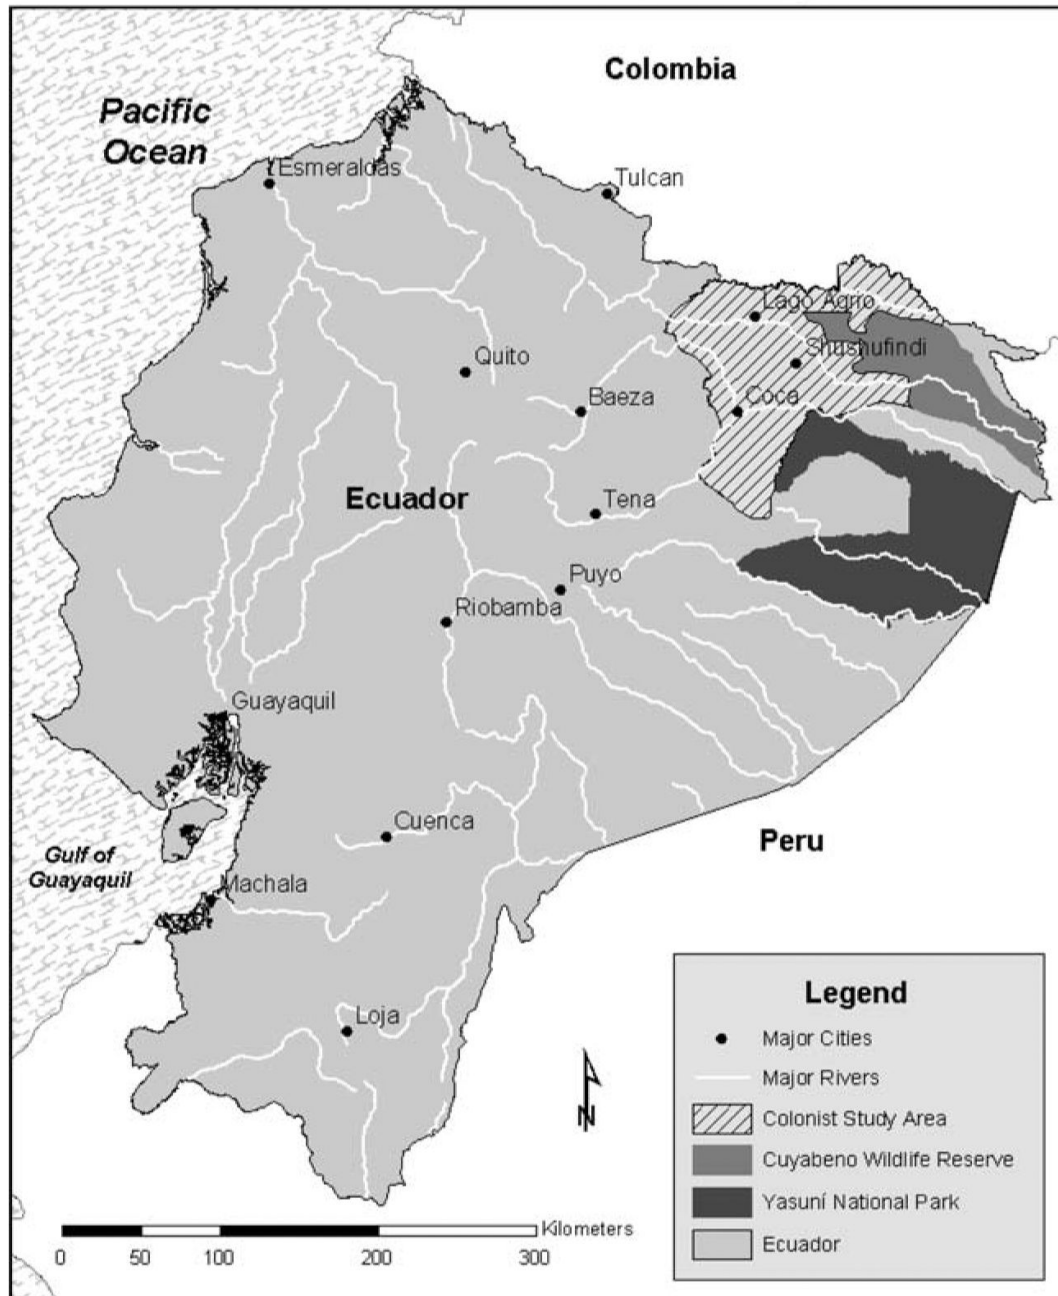 Colombia
Pacific
Ocean
Esmeraldas
Tulcan
Lago Agrio
Shushufindi
Quito
Baeza
Coca
Ecuador
Tena
Puyo
Riobamba
Guayaquil
Cuenca
Peru
Gulf of
Guayaquil
Machala
Loja
N
Legend
Major Cities
Major Rivers
Colonist Study Area
Cuyabeno Wildlife Reserve
Yasuní National Park
Ecuador
Kilometers
0 50 100 200 300